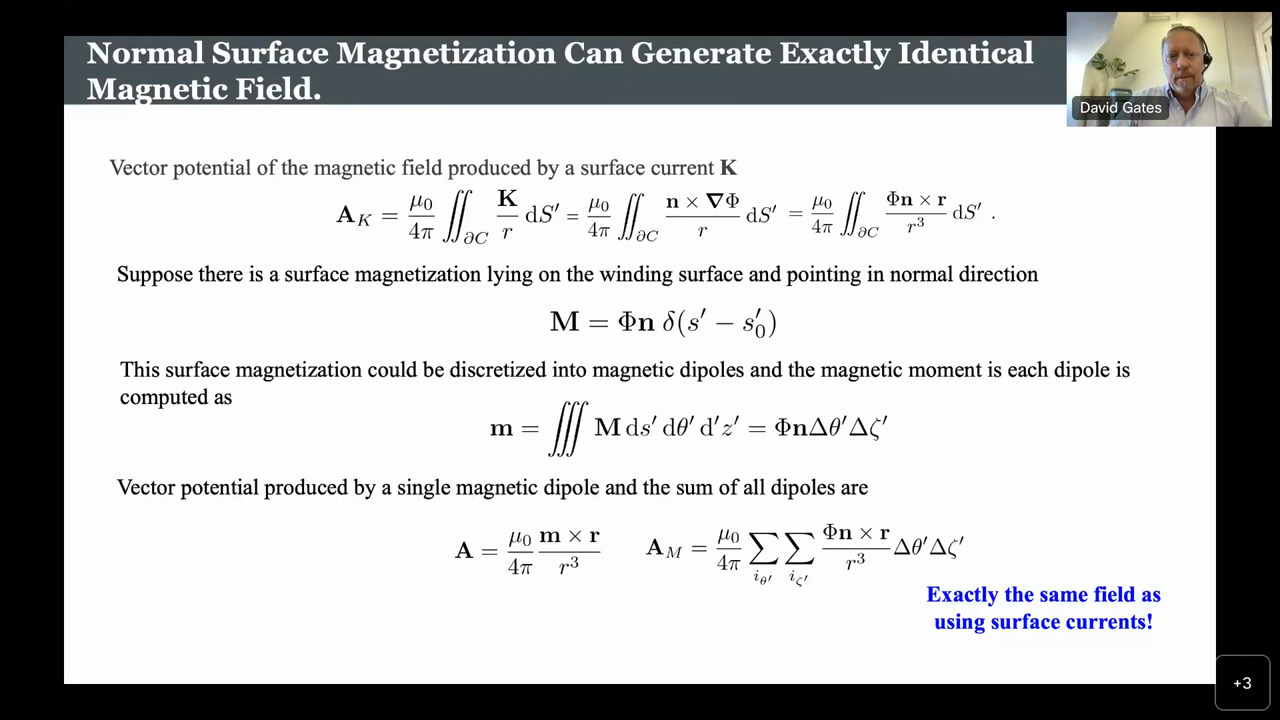 Normal Surface Magnetization Can Generate Exactly Identical
Magnetic Field.
David Gates
Vector potential of the magnetic field produced by a surface current K
A_K = μ₀/4π ∬_∂C K/r dS′ = μ₀/4π ∬_∂C n × ∇Φ/r dS′ = μ₀/4π ∬_∂C Φn × r/r³ dS′ .
Suppose there is a surface magnetization lying on the winding surface and pointing in normal direction
M = Φn δ(s′ − s′₀)
This surface magnetization could be discretized into magnetic dipoles and the magnetic moment is each dipole is
computed as
m = ∭ M ds′ dθ′ d′z′ = ΦnΔθ′Δζ′
Vector potential produced by a single magnetic dipole and the sum of all dipoles are
A = μ₀/4π m × r/r³ A_M = μ₀/4π ∑_{i_θ′} ∑_{i_ζ′} Φn × r/r³ Δθ′Δζ′
Exactly the same field as
using surface currents!
+3